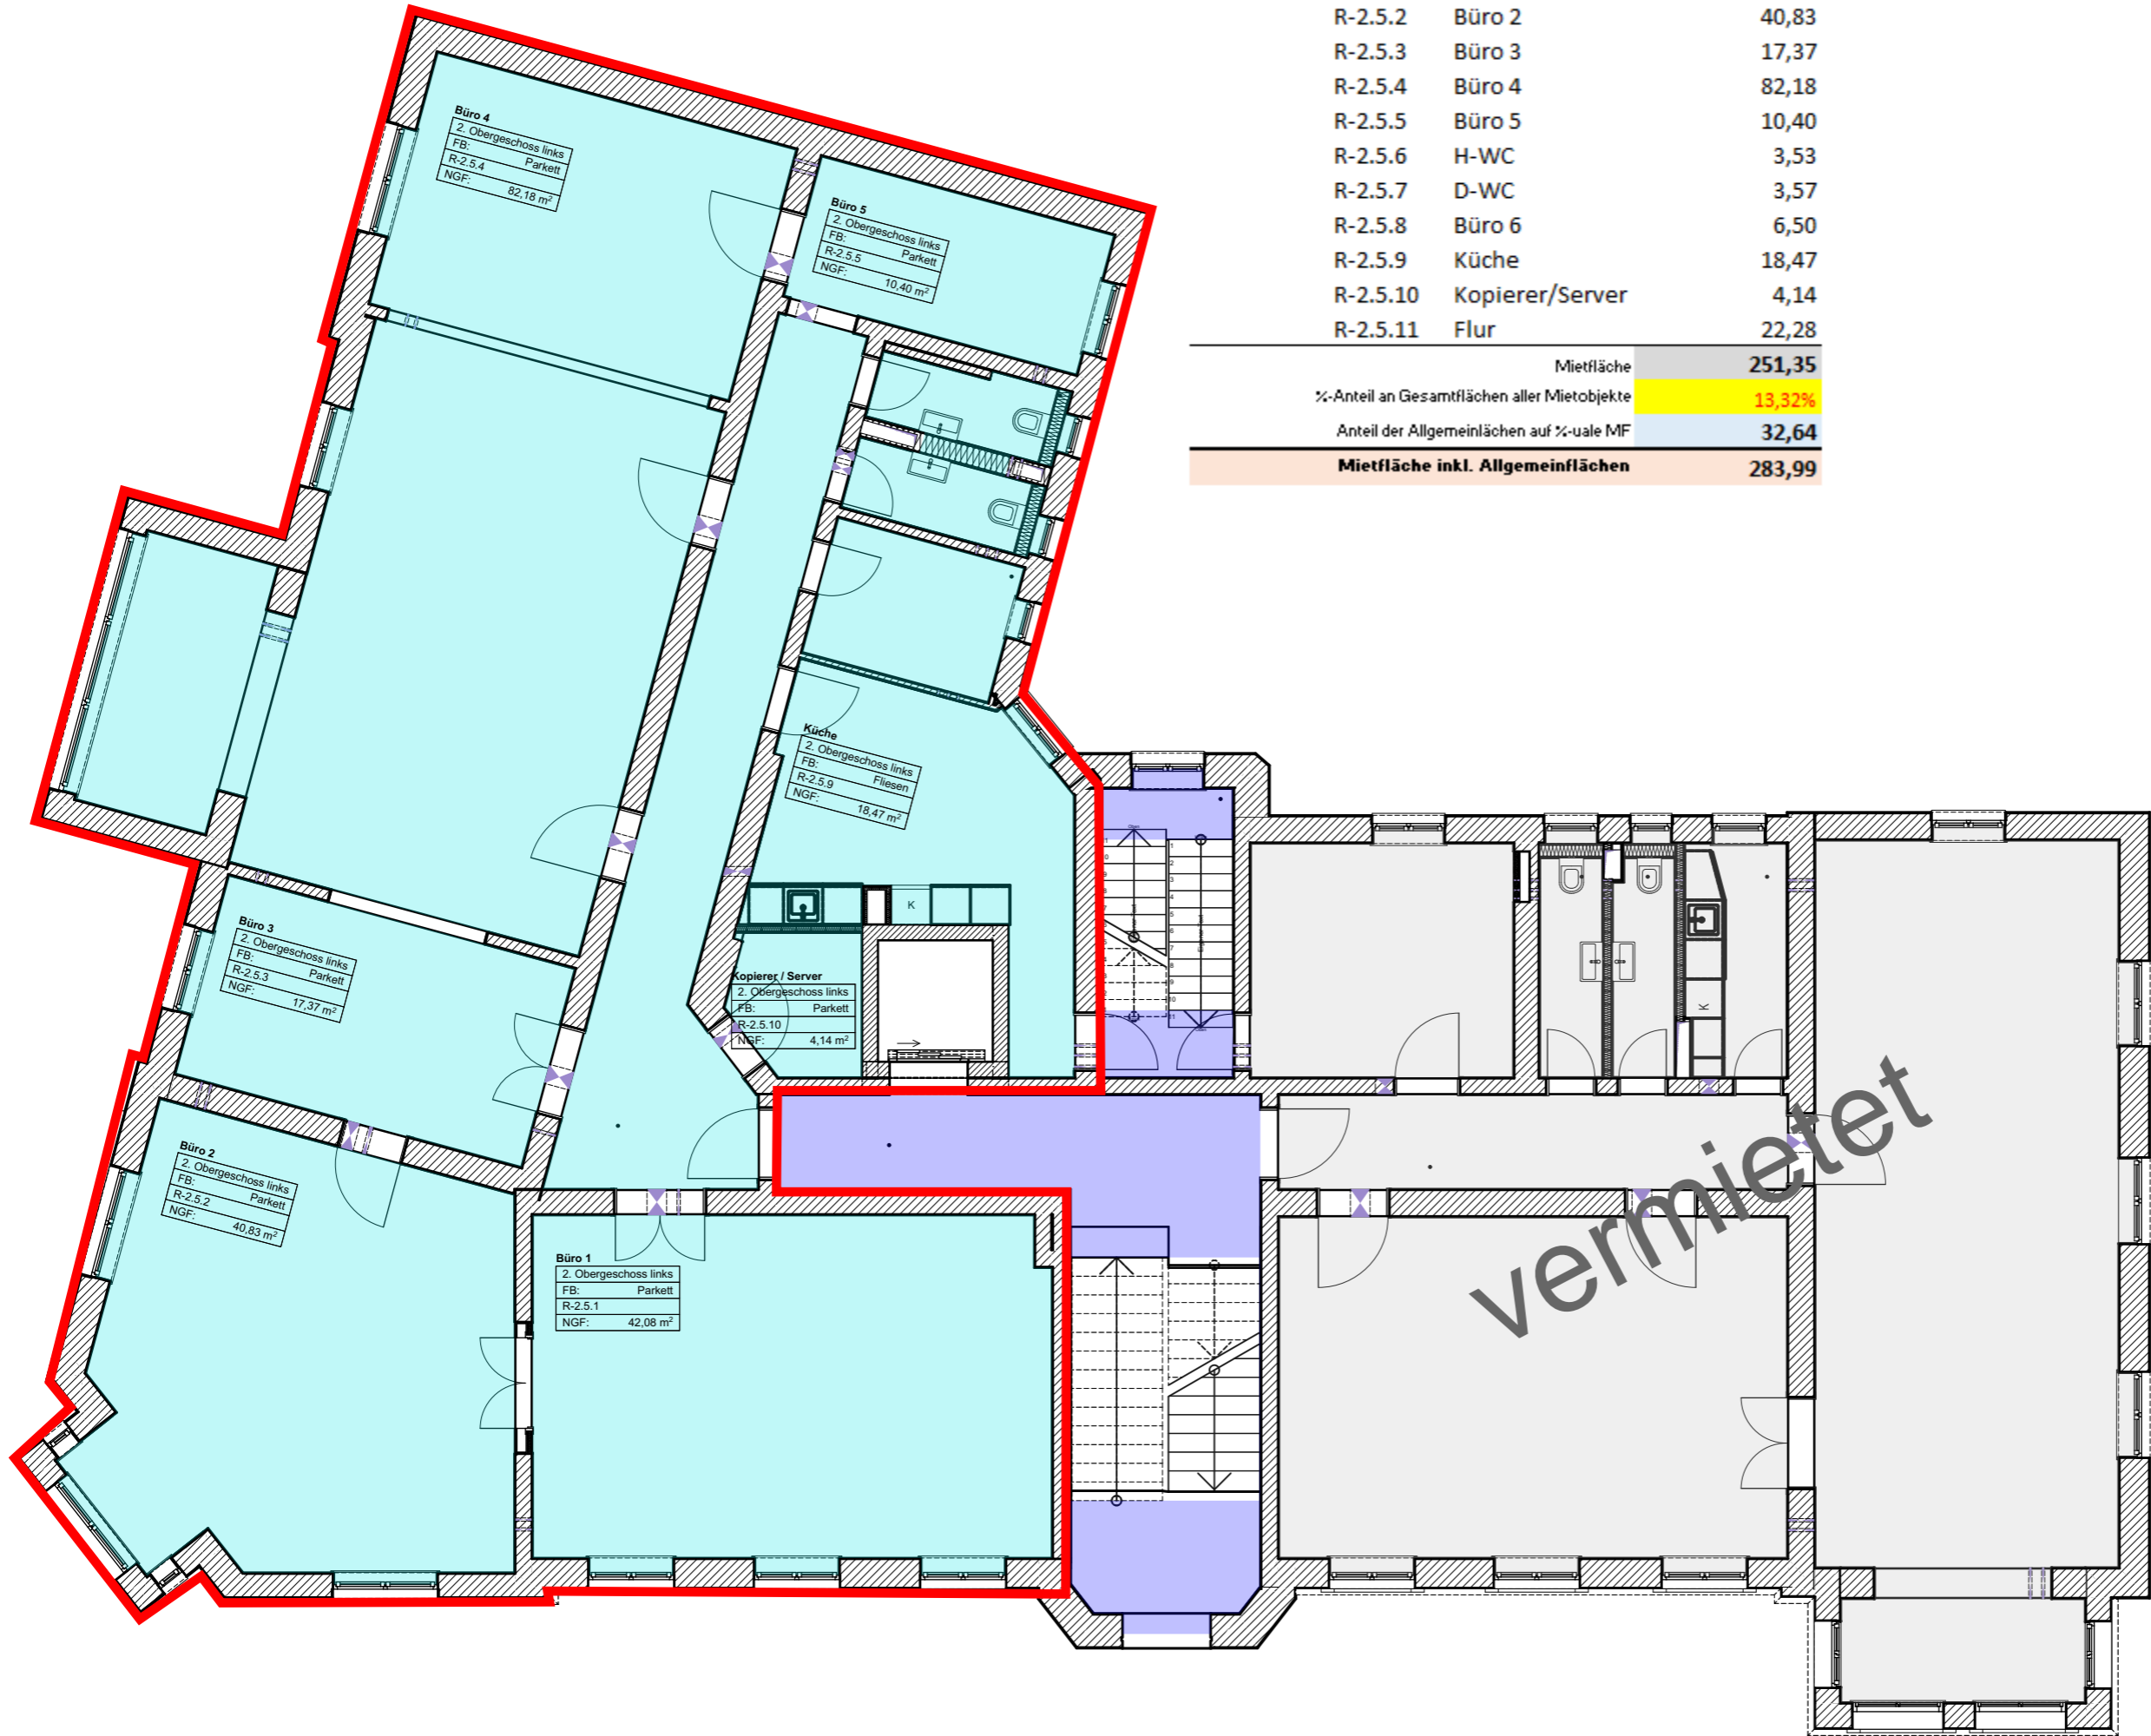 R-2.5.2 Büro 2 40,83
R-2.5.3 Büro 3 17,37
R-2.5.4 Büro 4 82,18
R-2.5.5 Büro 5 10,40
R-2.5.6 H-WC 3,53
R-2.5.7 D-WC 3,57
R-2.5.8 Büro 6 6,50
R-2.5.9 Küche 18,47
R-2.5.10 Kopierer/Server 4,14
R-2.5.11 Flur 22,28
Mietfläche 251,35
%-Anteil an Gesamtflächen aller Mietobjekte 13,32%
Anteil der Allgemeinlächen auf %-uale MF 32,64
Mietfläche inkl. Allgemeinflächen 283,99
Büro 4
2. Obergeschoss links
FB: Parkett
R-2.5.4
NGF: 82,18 m²
Büro 5
2. Obergeschoss links
FB: Parkett
R-2.5.5
NGF: 10,40 m²
Küche
2. Obergeschoss links
FB: Fliesen
R-2.5.9
NGF: 18,47 m²
K
Büro 3
2. Obergeschoss links
FB: Parkett
R-2.5.3
NGF: 17,37 m²
Kopierer / Server
2. Obergeschoss links
FB: Parkett
R-2.5.10
NGF: 4,14 m²
K
Büro 2
2. Obergeschoss links
FB: Parkett
R-2.5.2
NGF: 40,83 m²
Büro 1
2. Obergeschoss links
FB: Parkett
R-2.5.1
NGF: 42,08 m²
vermietet